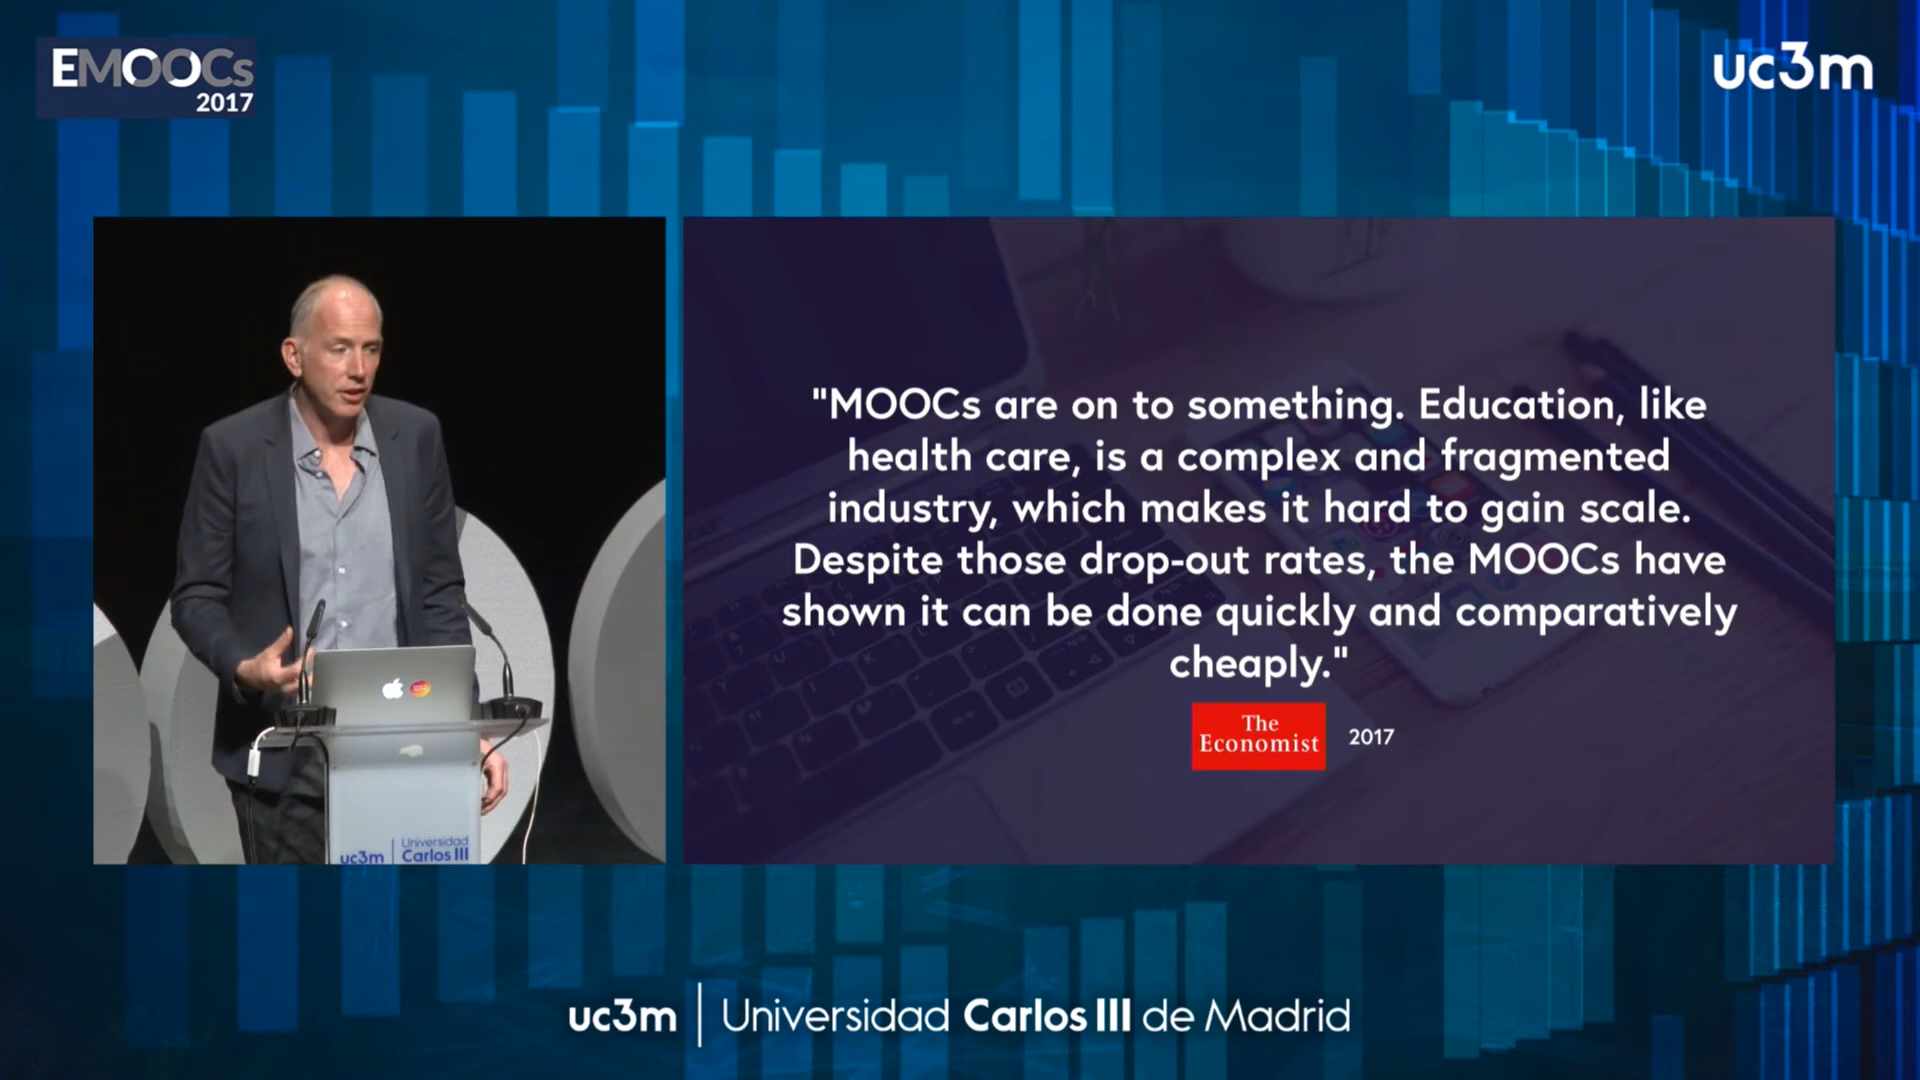 EMOOCs
2017
uc3m
"MOOCs are on to something. Education, like
health care, is a complex and fragmented
industry, which makes it hard to gain scale.
Despite those drop-out rates, the MOOCs have
shown it can be done quickly and comparatively
cheaply."
The
Economist
2017
uc3m
Universidad
Carlos III
uc3m | Universidad Carlos III de Madrid